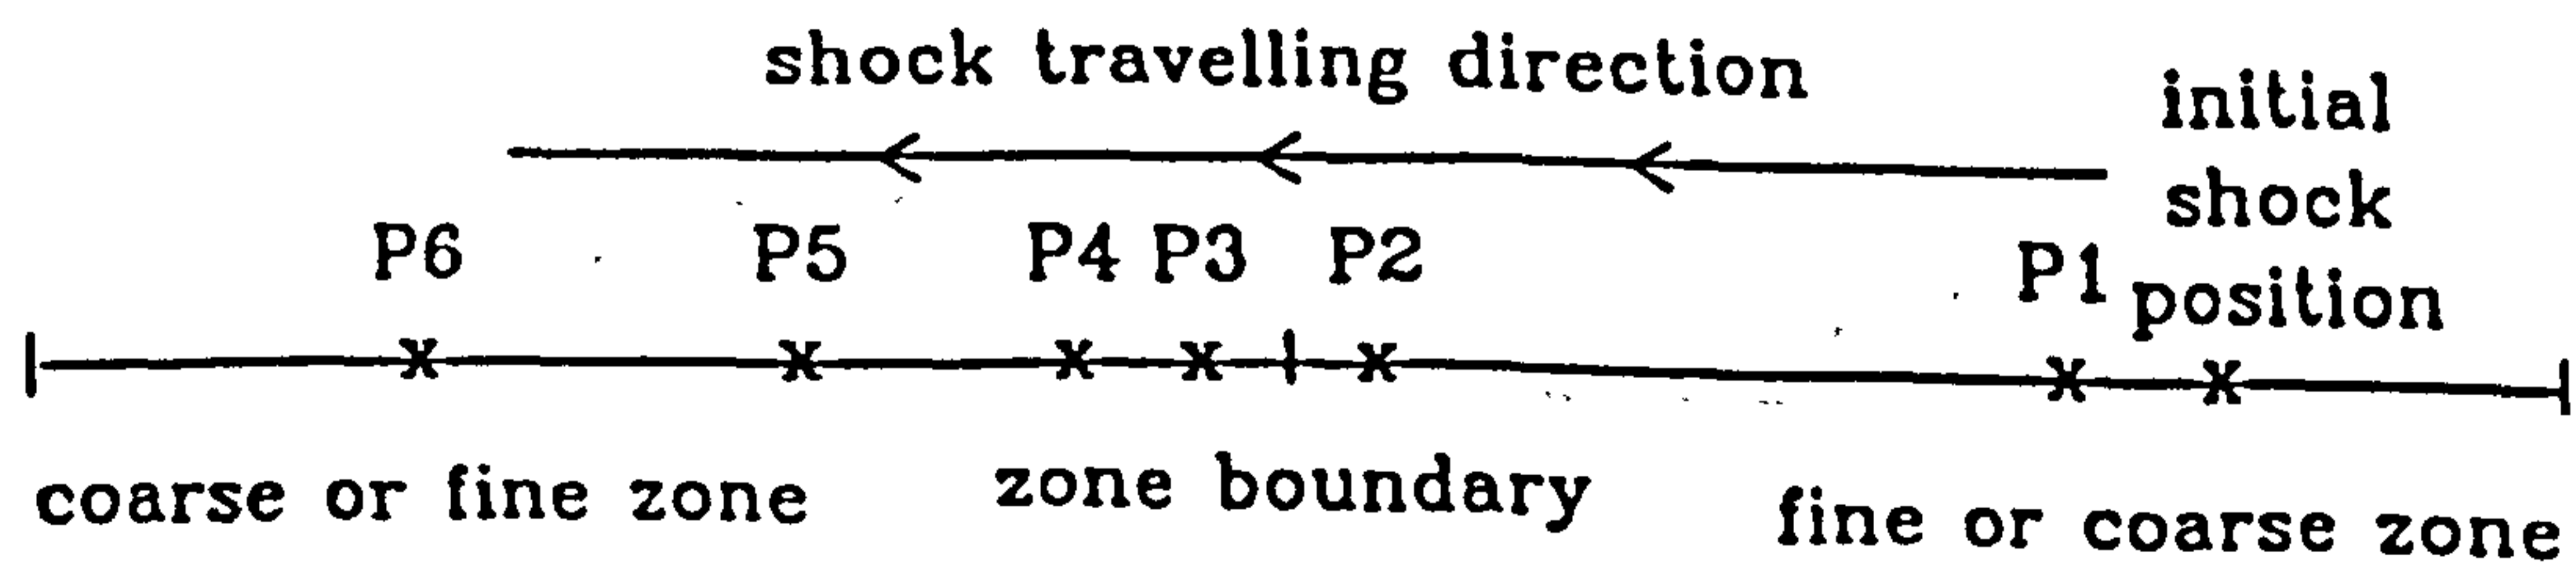 shock travelling direction
initial
shock
position
P6 P5 P4 P3 P2 P1
coarse or fine zone zone boundary fine or coarse zone